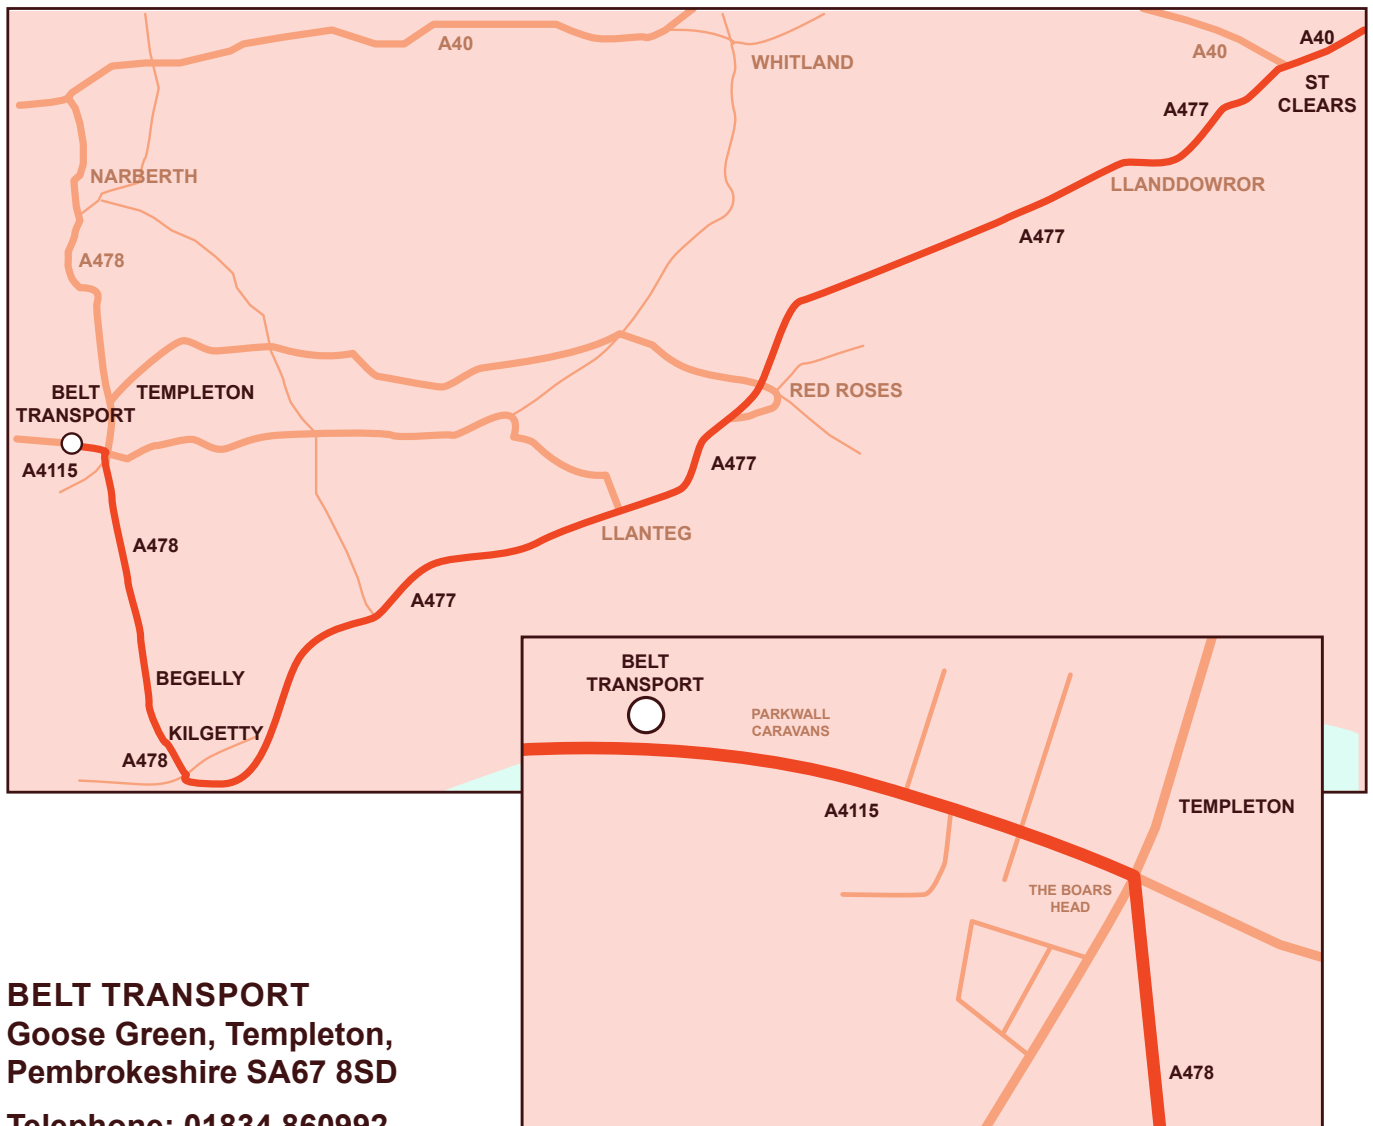 A40
A40
A40
WHITLAND
ST
CLEARS
A477
NARBERTH
LLANDDOWROR
A477
A478
BELT
TRANSPORT
TEMPLETON
RED ROSES
A4115
A477
LLANTEG
A478
A477
BEGELLY
KILGETTY
A478
BELT
TRANSPORT
PARKWALL
CARAVANS
A4115
TEMPLETON
THE BOARS
HEAD
A478
BELT TRANSPORT
Goose Green, Templeton,
Pembrokeshire SA67 8SD
Telephone: 01834 860992